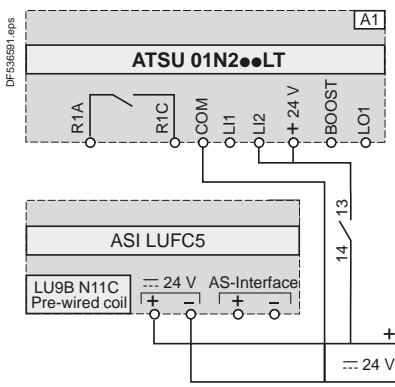 DF536591.eps
A1
ATSU 01N2●●LT
R1A
R1C
COM
LI1
LI2
+ 24 V
BOOST
LO1
13
14
ASI LUFC5
LU9B N11C
Pre-wired coil
24 V
AS-Interface
+ – + –
+
24 V